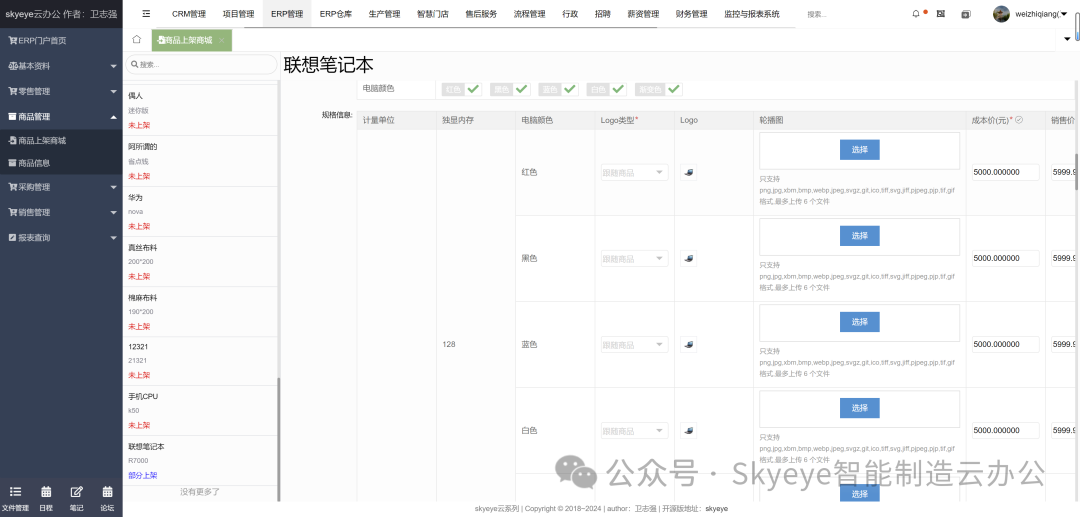 skyeye云办公 作者：卫志强
CRM管理 项目管理 ERP管理 ERP仓库 生产管理 智慧门店 售后服务 流程管理 行政 招聘 薪资管理 财务管理 监控与报表系统 搜索... weizhiqiang(
ERP门户首页
基本资料
零售管理
商品管理
商品上架商城
商品信息
采购管理
销售管理
报表查询
文件管理 日程 笔记 论坛
商品上架商城
搜索...
偶人
迷你版
未上架
阿所谓的
省点钱
未上架
华为
nova
未上架
真丝布料
200*200
未上架
棉麻布料
190*200
未上架
12321
21321
未上架
手机CPU
k50
未上架
联想笔记本
R7000
部分上架
没有更多了
联想笔记本
电脑颜色 红色 黑色 蓝色 白色 渐变色
规格信息:
计量单位 独显内存 电脑颜色 Logo类型* Logo 轮播图 成本价(元)* 销售价
128
红色 跟随商品 选择 5000.000000 5999.9
只支持
png,jpg,xbm,bmp,webp,jpeg,svgz,git,ico,tiff,svg,jiff,pjpeg,pjp,tif,gif
格式,最多上传 6 个文件
黑色 跟随商品 选择 5000.000000 5999.9
只支持
png,jpg,xbm,bmp,webp,jpeg,svgz,git,ico,tiff,svg,jiff,pjpeg,pjp,tif,gif
格式,最多上传 6 个文件
蓝色 跟随商品 选择 5000.000000 5999.9
只支持
png,jpg,xbm,bmp,webp,jpeg,svgz,git,ico,tiff,svg,jiff,pjpeg,pjp,tif,gif
格式,最多上传 6 个文件
白色 跟随商品 选择 5000.000000 5999.9
只支持
png,jpg,xbm,bmp,webp,jpeg,svgz,git,ico,tiff,svg,jiff,pjpeg,pjp,tif,gif
格式,最多上传 6 个文件
选择
公众号 · Skyeye智能制造云办公
skyeye云系列 | Copyright © 2018~2024 | author：卫志强 | 开源版地址：skyeye